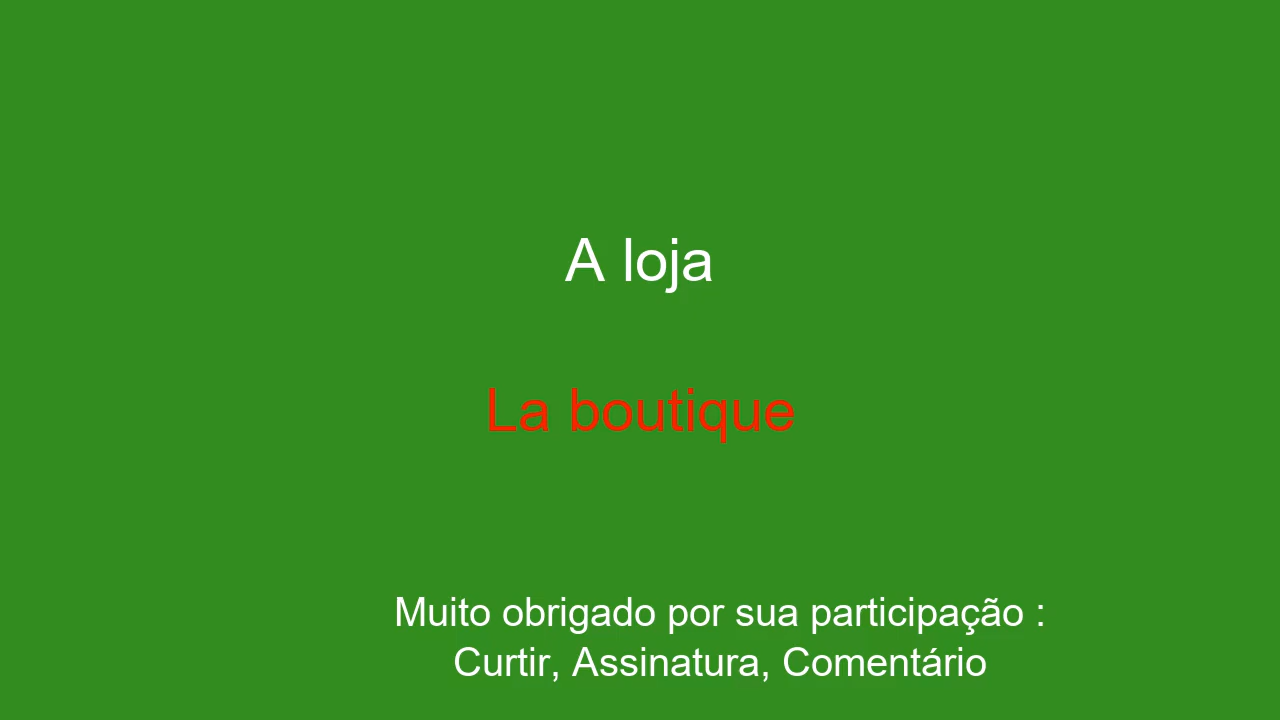 A loja
La boutique
Muito obrigado por sua participação :
Curtir, Assinatura, Comentário